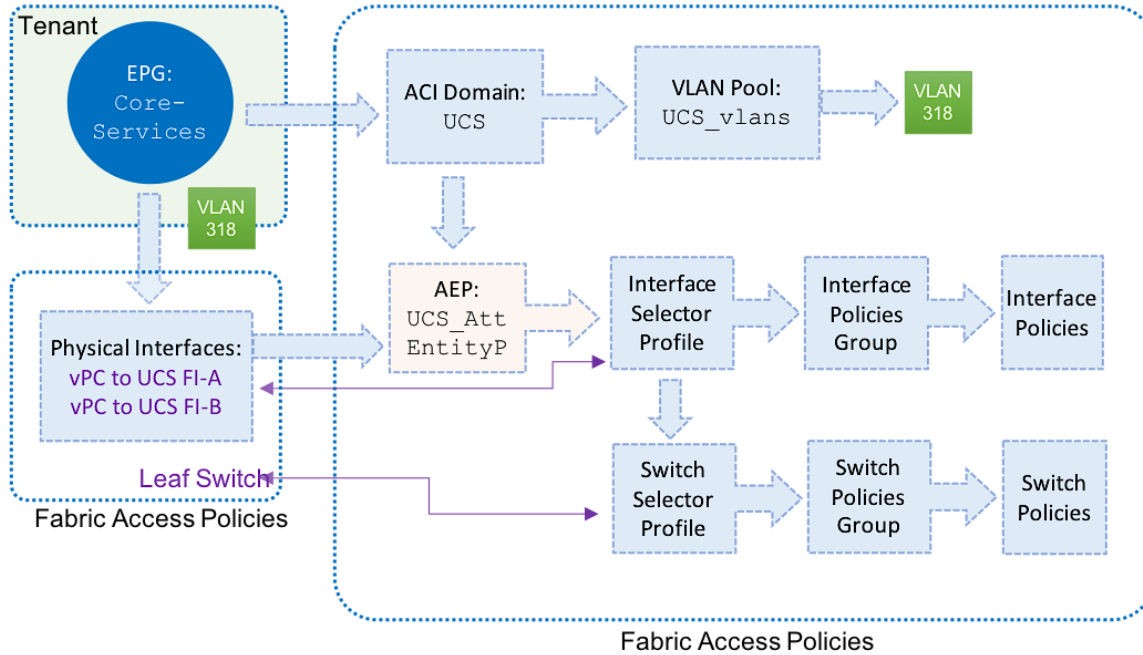 Tenant
EPG:
Core-
Services
VLAN
318
ACI Domain:
UCS
VLAN Pool:
UCS_vlans
VLAN
318
Physical Interfaces:
vPC to UCS FI-A
vPC to UCS FI-B
Leaf Switch
Fabric Access Policies
AEP:
UCS_Att
EntityP
Interface
Selector
Profile
Interface
Policies
Group
Interface
Policies
Switch
Selector
Profile
Switch
Policies
Group
Switch
Policies
Fabric Access Policies